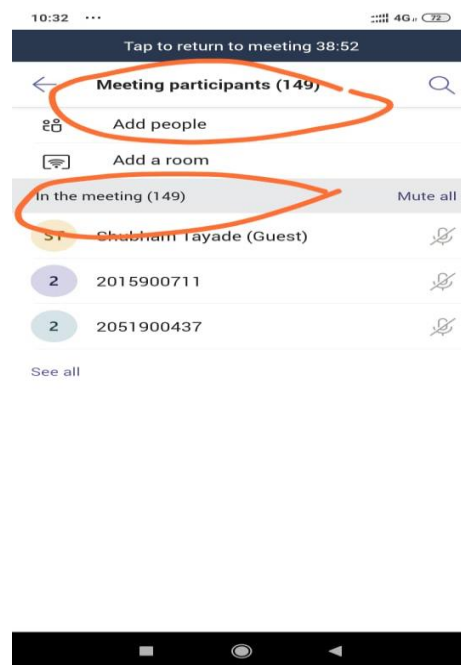 10:32 ...
4G 72
Tap to return to meeting 38:52
Meeting participants (149)
Add people
Add a room
In the meeting (149) Mute all
ST Shubham Tayade (Guest)
2 2015900711
2 2051900437
See all